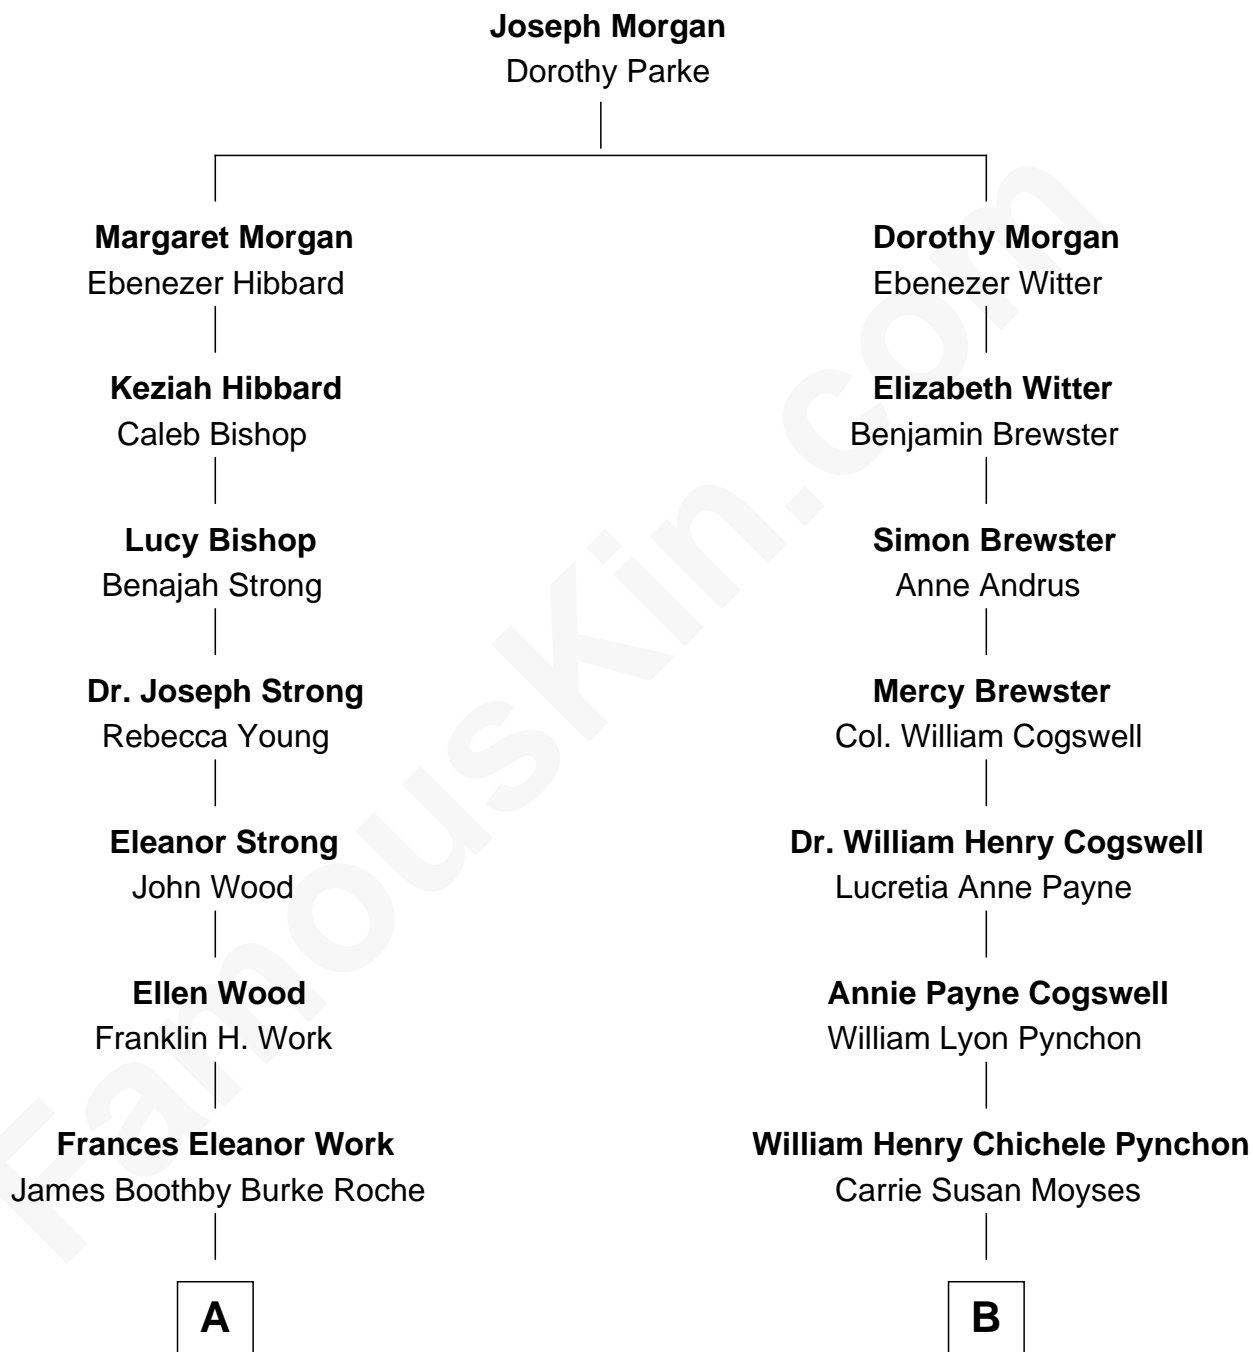 Joseph Morgan
Dorothy Parke
Margaret Morgan
Ebenezer Hibbard
Keziah Hibbard
Caleb Bishop
Lucy Bishop
Benajah Strong
Dr. Joseph Strong
Rebecca Young
Eleanor Strong
John Wood
Ellen Wood
Franklin H. Work
Frances Eleanor Work
James Boothby Burke Roche
A
Dorothy Morgan
Ebenezer Witter
Elizabeth Witter
Benjamin Brewster
Simon Brewster
Anne Andrus
Mercy Brewster
Col. William Cogswell
Dr. William Henry Cogswell
Lucretia Anne Payne
Annie Payne Cogswell
William Lyon Pynchon
William Henry Chichele Pynchon
Carrie Susan Moyses
B
FamousKin.com